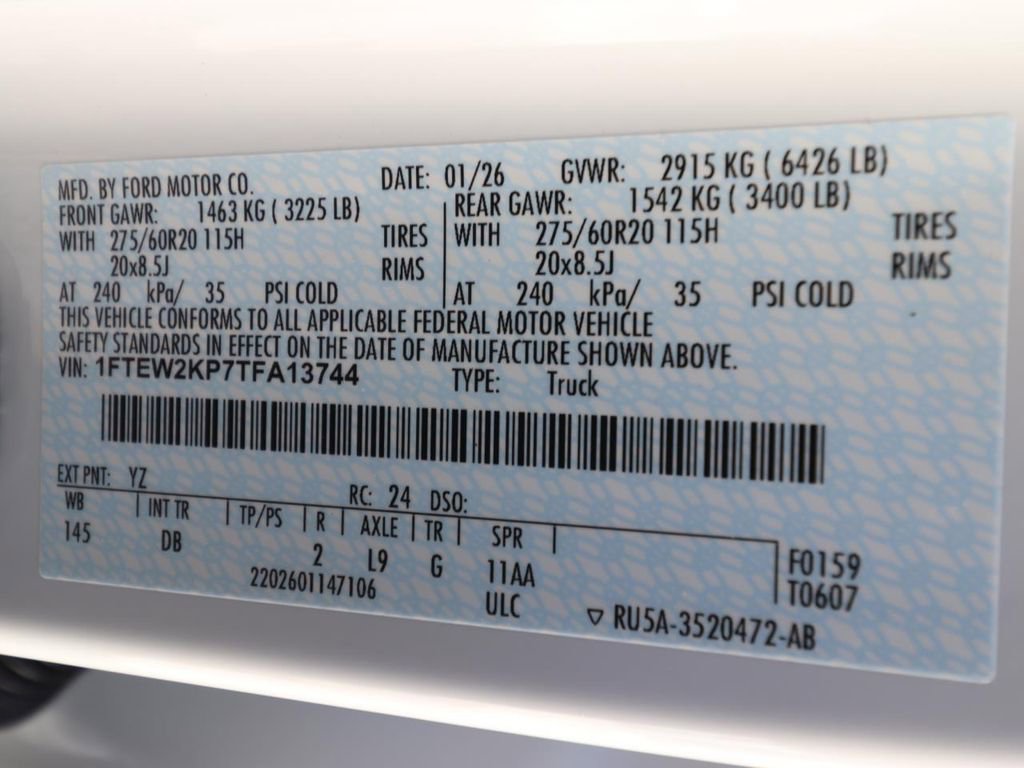 MFD. BY FORD MOTOR CO. DATE: 01/26 GVWR: 2915 KG ( 6426 LB)
FRONT GAWR: 1463 KG ( 3225 LB) REAR GAWR: 1542 KG ( 3400 LB)
WITH 275/60R20 115H TIRES WITH 275/60R20 115H TIRES
20x8.5J RIMS 20x8.5J RIMS
AT 240 kPa/ 35 PSI COLD AT 240 kPa/ 35 PSI COLD
THIS VEHICLE CONFORMS TO ALL APPLICABLE FEDERAL MOTOR VEHICLE
SAFETY STANDARDS IN EFFECT ON THE DATE OF MANUFACTURE SHOWN ABOVE.
VIN: 1FTEW2KP7TFA13744 TYPE: Truck
EXT PNT: YZ RC: 24 DSO:
WB INT TR TP/PS R AXLE TR SPR
145 DB 2 L9 G 11AA F0159
2202601147106 ULC T0607
▽ RU5A-3520472-AB